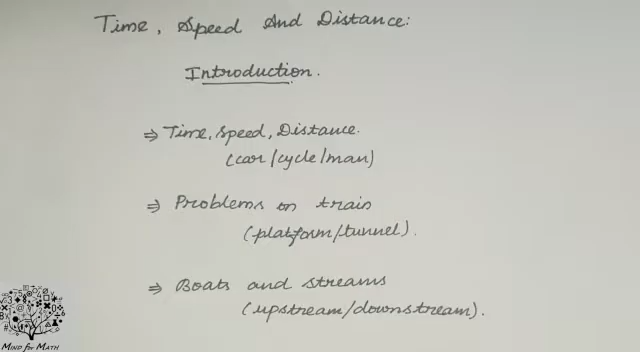 Time, Speed And Distance:
Introduction.
⇒ Time, Speed, Distance.
(car/cycle/man)
⇒ Problems on train
(platform/tunnel).
⇒ Boats and streams
(upstream/downstream).
MIND for MATH